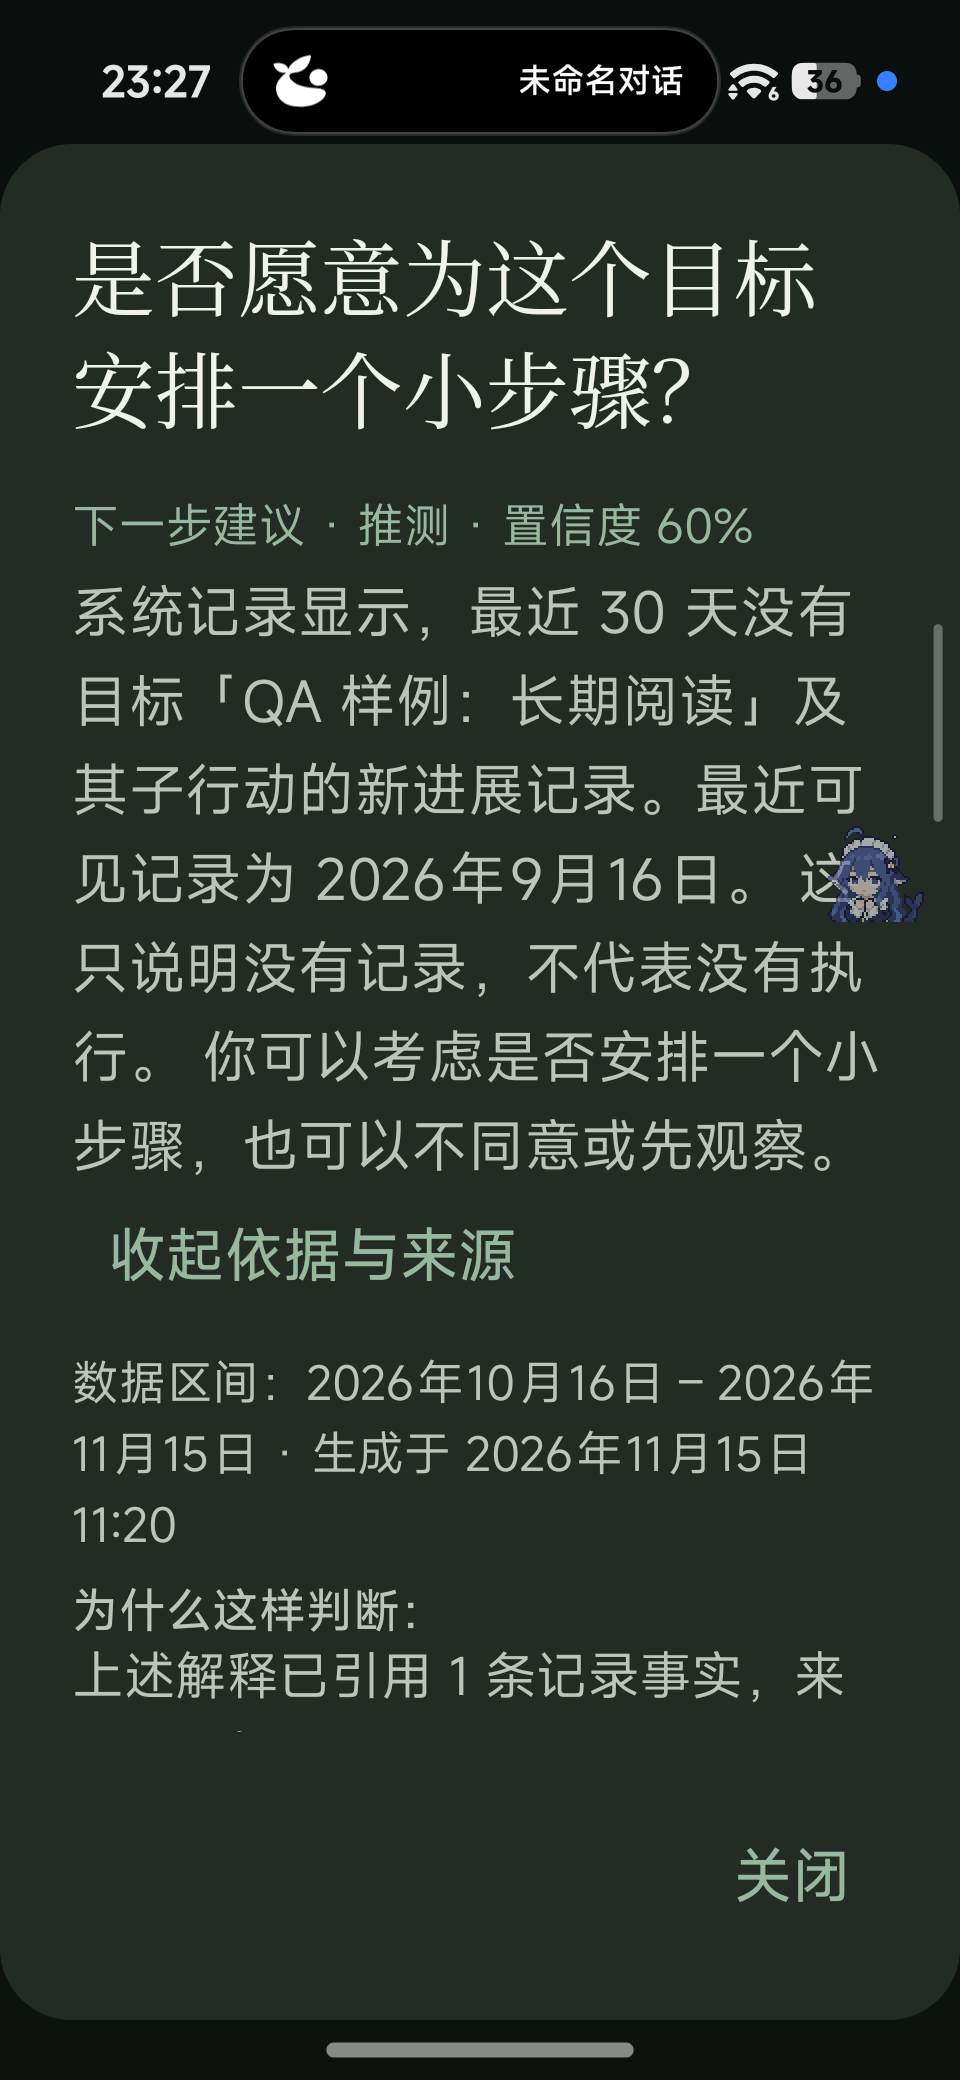 23:27
未命名对话
6
36
是否愿意为这个目标
安排一个小步骤?
下一步建议 · 推测 · 置信度 60%
系统记录显示，最近 30 天没有
目标「QA 样例：长期阅读」及
其子行动的新进展记录。最近可
见记录为 2026年9月16日。 这
只说明没有记录，不代表没有执
行。 你可以考虑是否安排一个小
步骤，也可以不同意或先观察。
收起依据与来源
数据区间：2026年10月16日 – 2026年
11月15日 · 生成于 2026年11月15日
11:20
为什么这样判断：
上述解释已引用 1 条记录事实，来
关闭